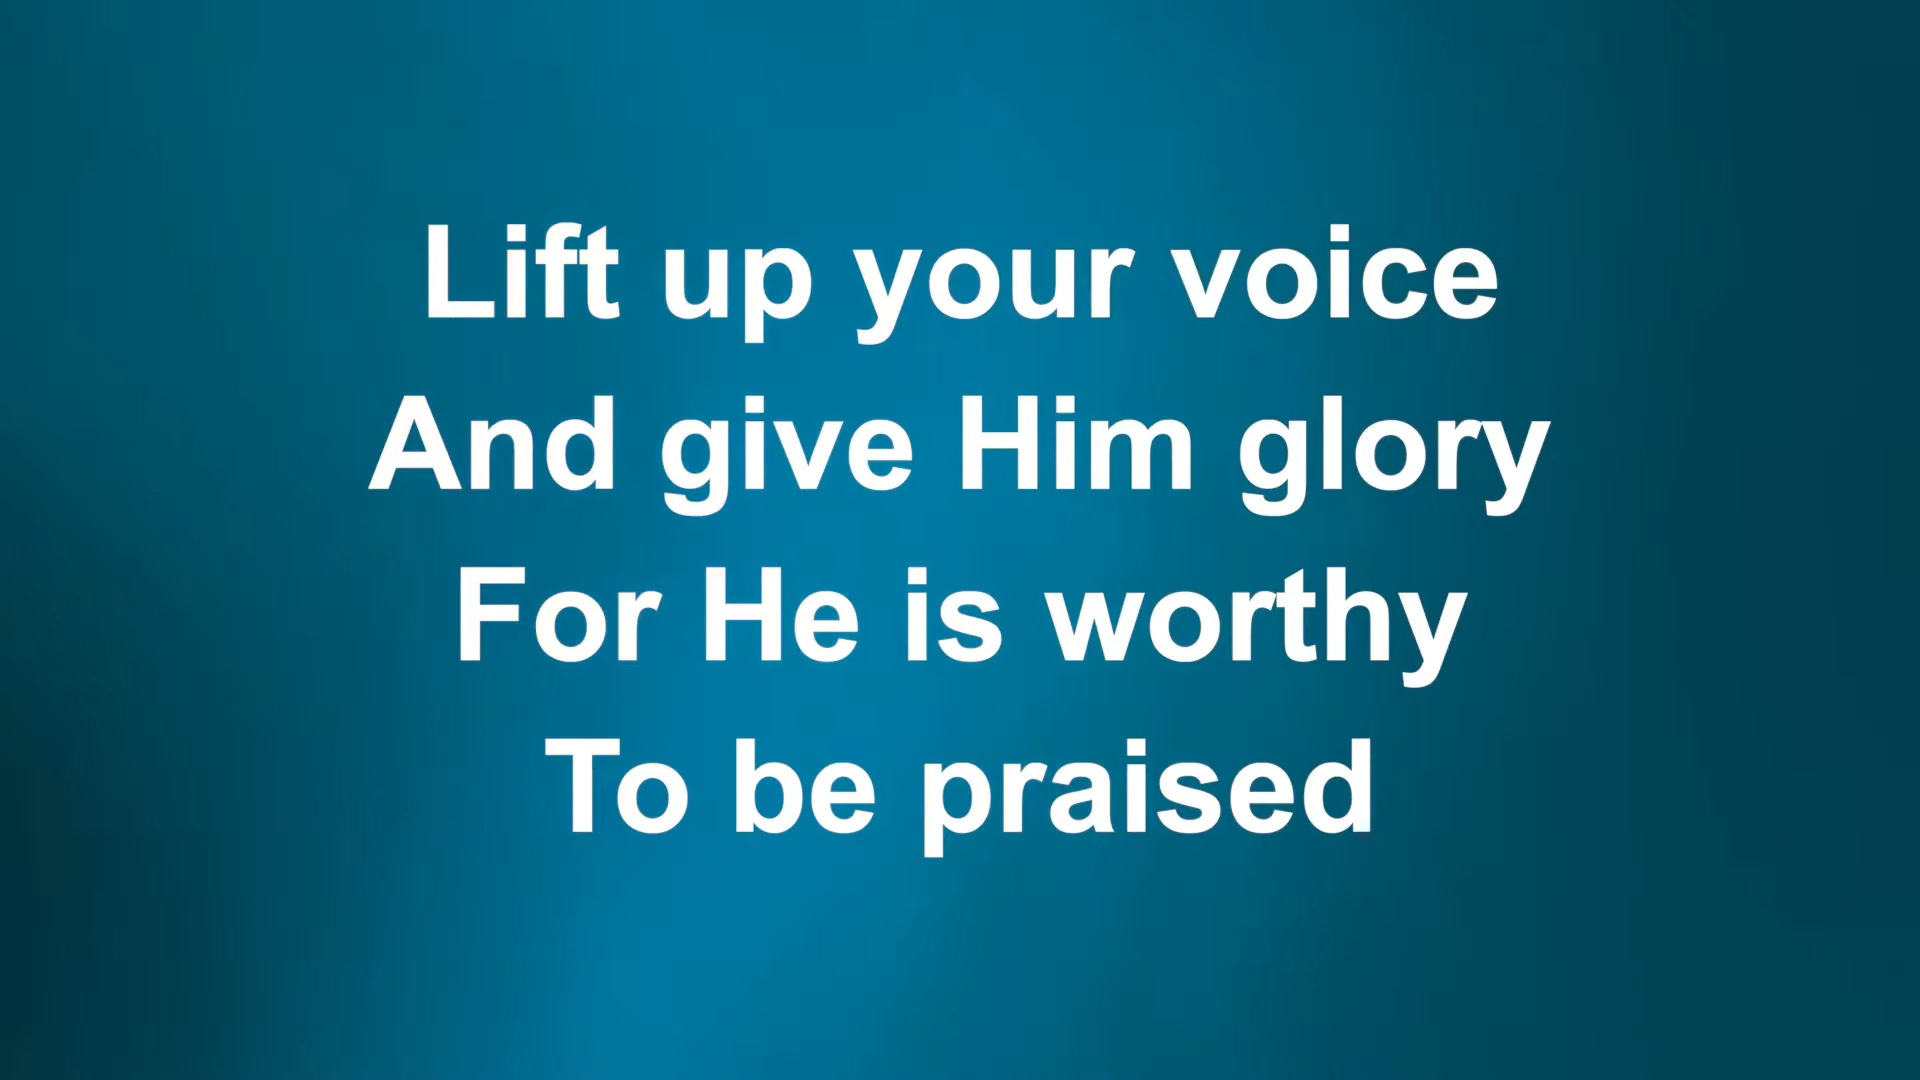 Lift up your voice
And give Him glory
For He is worthy
To be praised